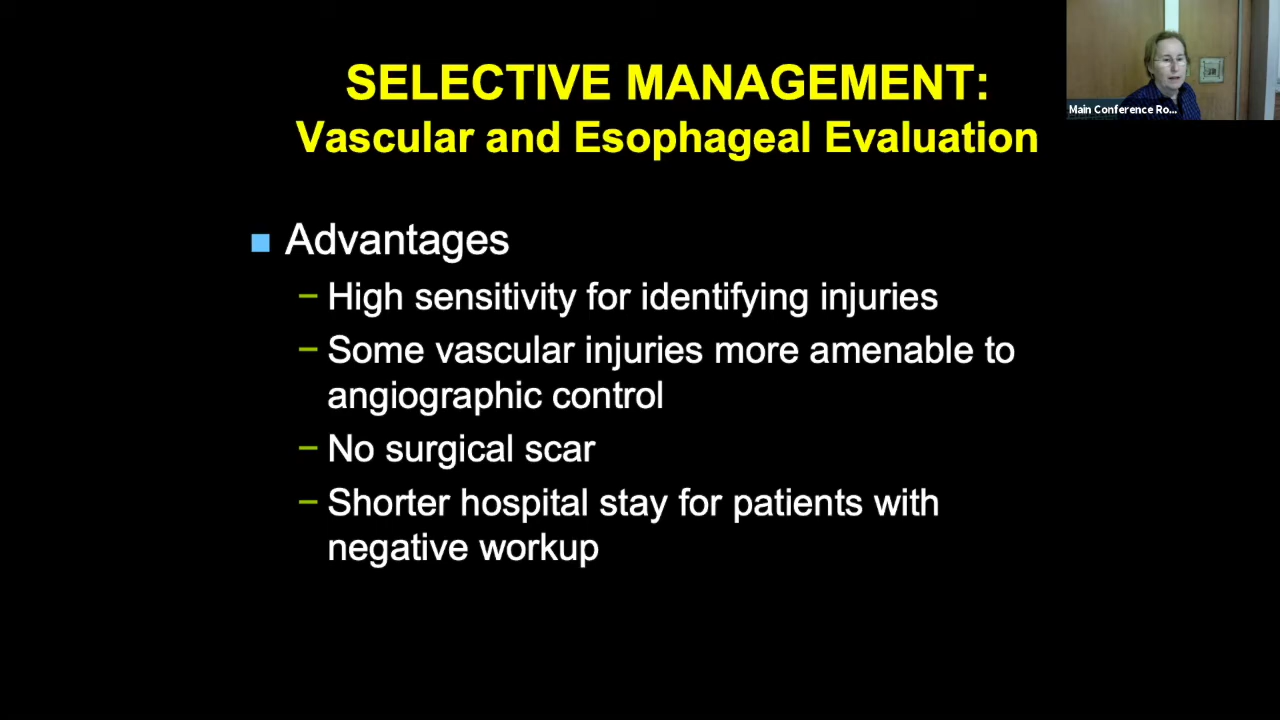 SELECTIVE MANAGEMENT:
Vascular and Esophageal Evaluation
Main Conference Ro...
Advantages
– High sensitivity for identifying injuries
– Some vascular injuries more amenable to
angiographic control
– No surgical scar
– Shorter hospital stay for patients with
negative workup